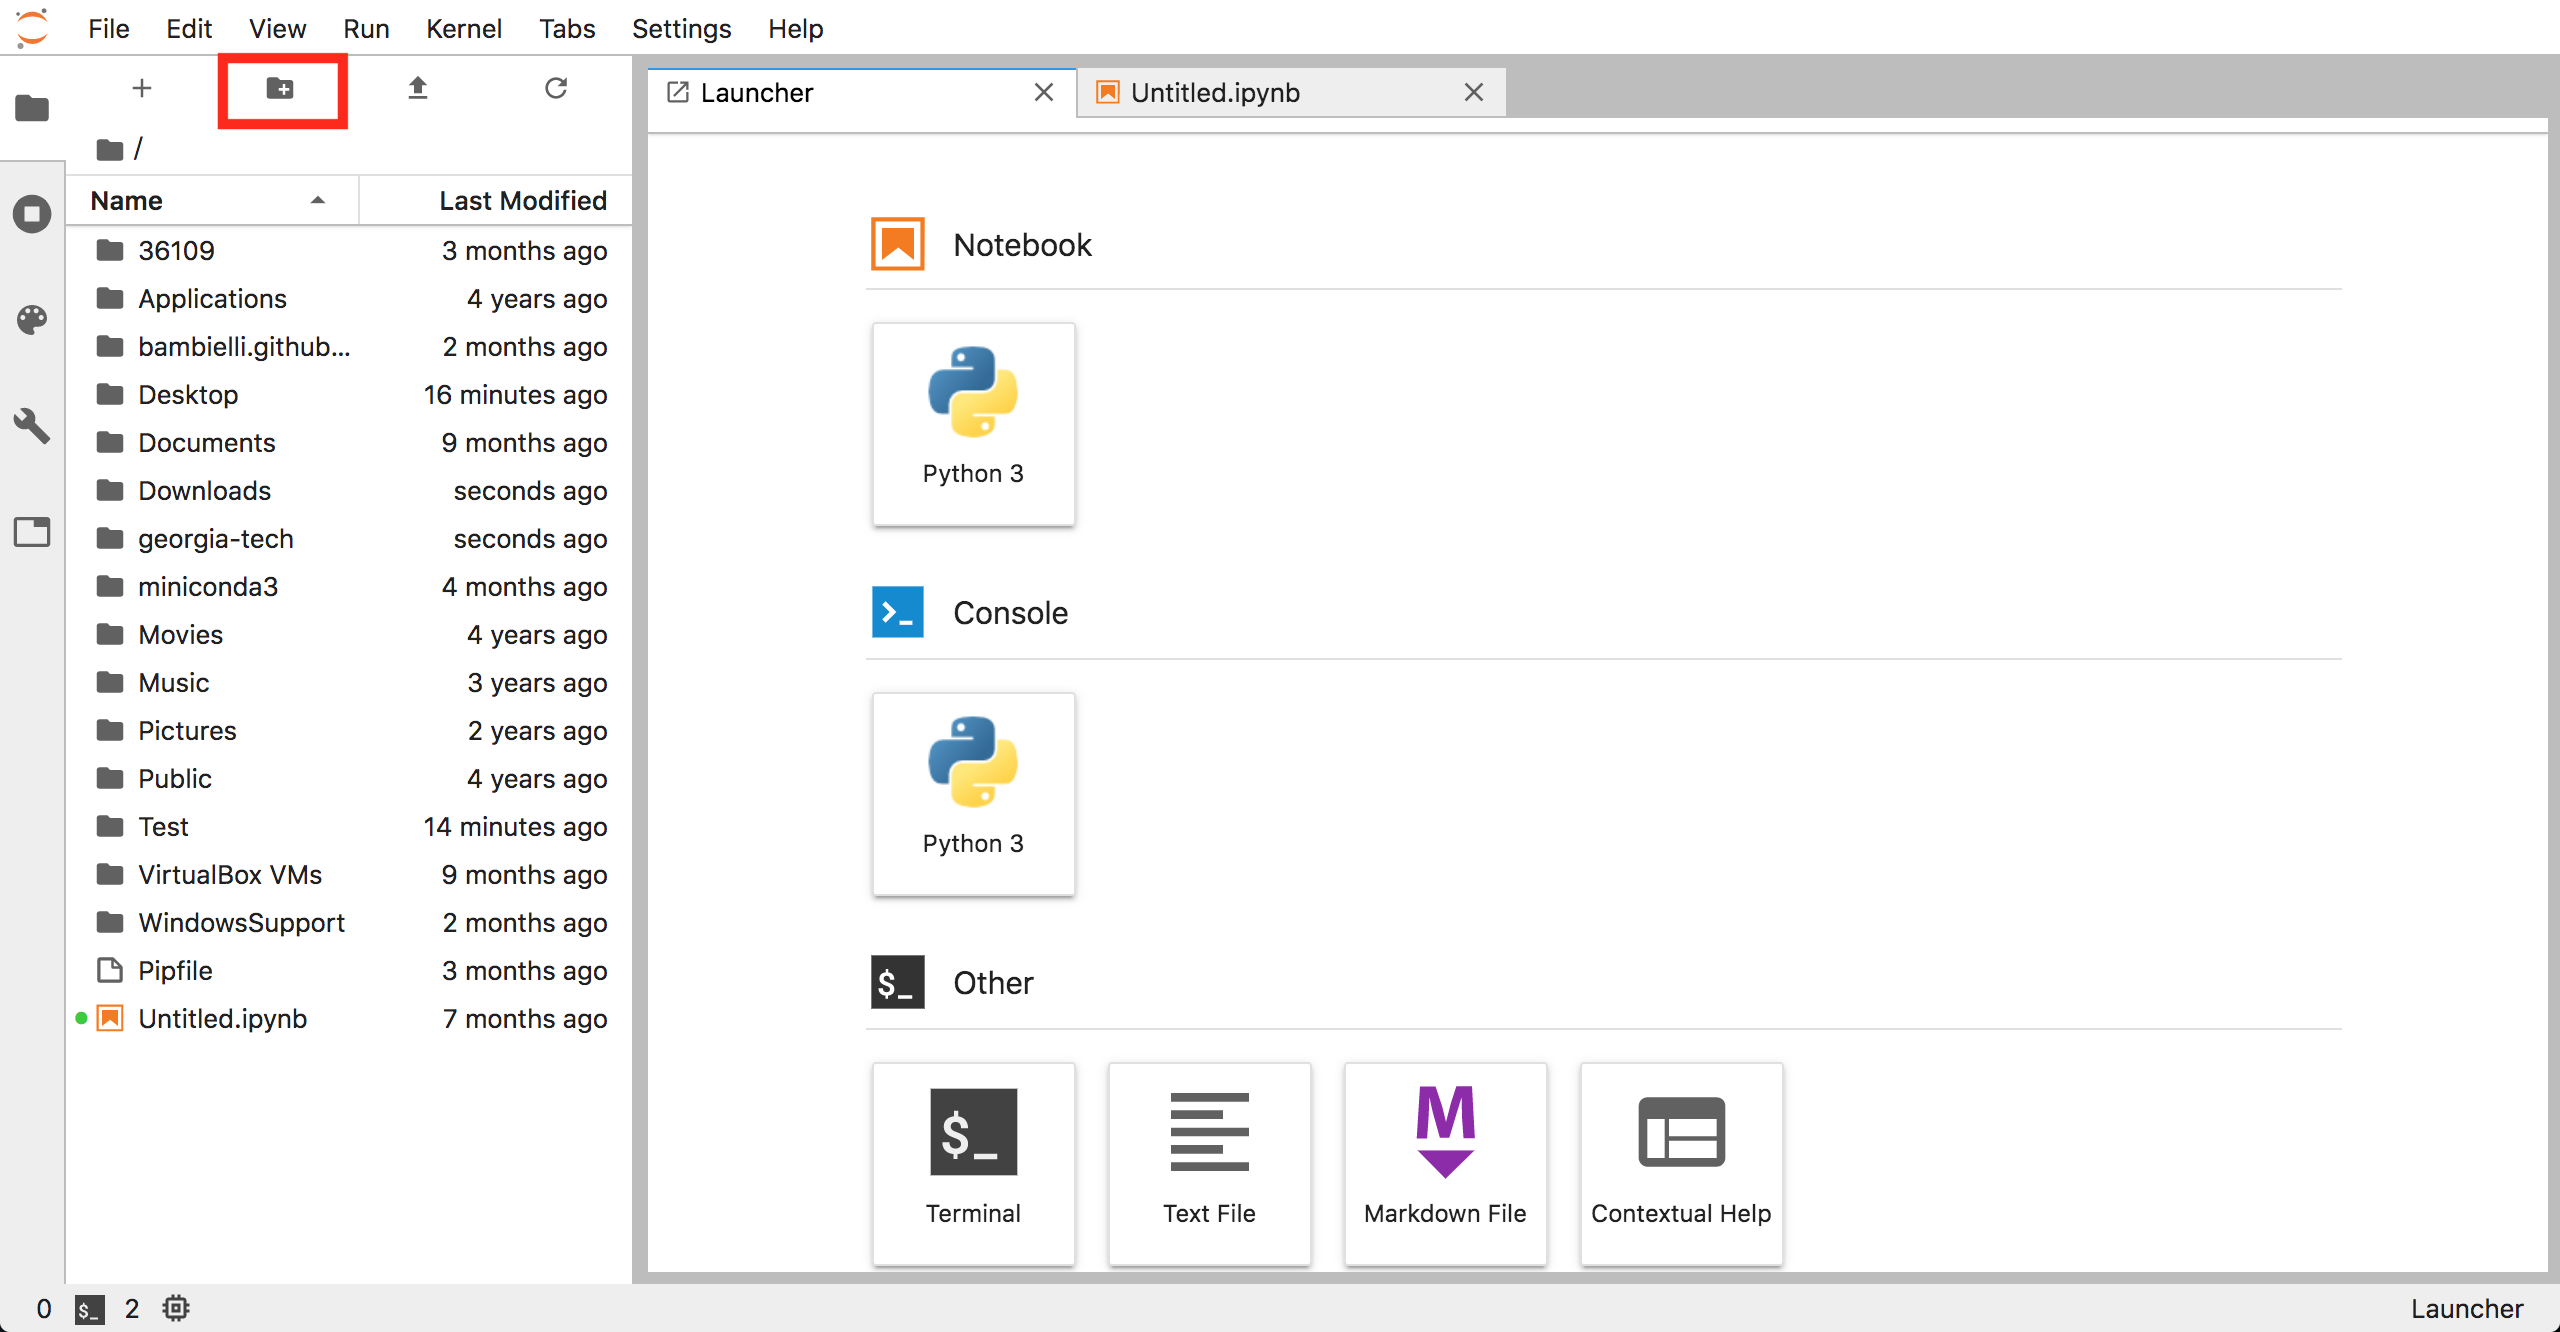 File Edit View Run Kernel Tabs Settings Help
Launcher
Untitled.ipynb
/
Name Last Modified
36109 3 months ago
Applications 4 years ago
bambielli.github... 2 months ago
Desktop 16 minutes ago
Documents 9 months ago
Downloads seconds ago
georgia-tech seconds ago
miniconda3 4 months ago
Movies 4 years ago
Music 3 years ago
Pictures 2 years ago
Public 4 years ago
Test 14 minutes ago
VirtualBox VMs 9 months ago
WindowsSupport 2 months ago
Pipfile 3 months ago
Untitled.ipynb 7 months ago
Notebook
Python 3
Console
Python 3
$_ Other
$_
M
Terminal Text File Markdown File Contextual Help
0 $_ 2 Launcher